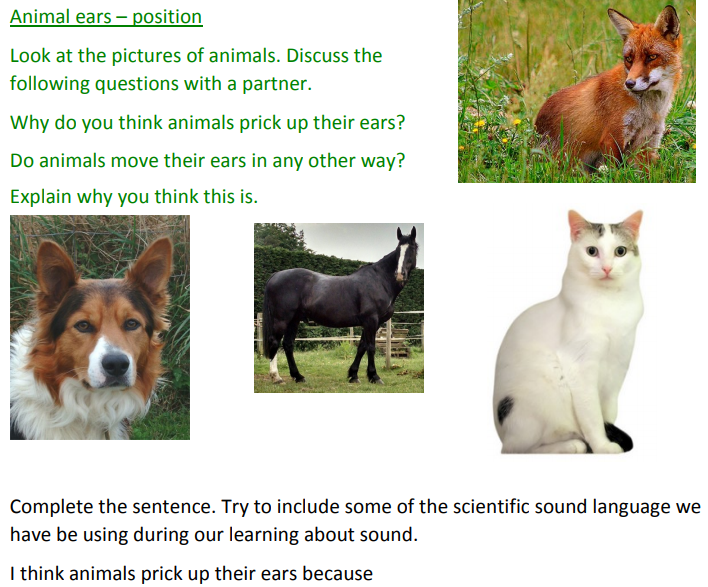 Animal ears – position
Look at the pictures of animals. Discuss the
following questions with a partner.
Why do you think animals prick up their ears?
Do animals move their ears in any other way?
Explain why you think this is.
Complete the sentence. Try to include some of the scientific sound language we
have be using during our learning about sound.
I think animals prick up their ears because